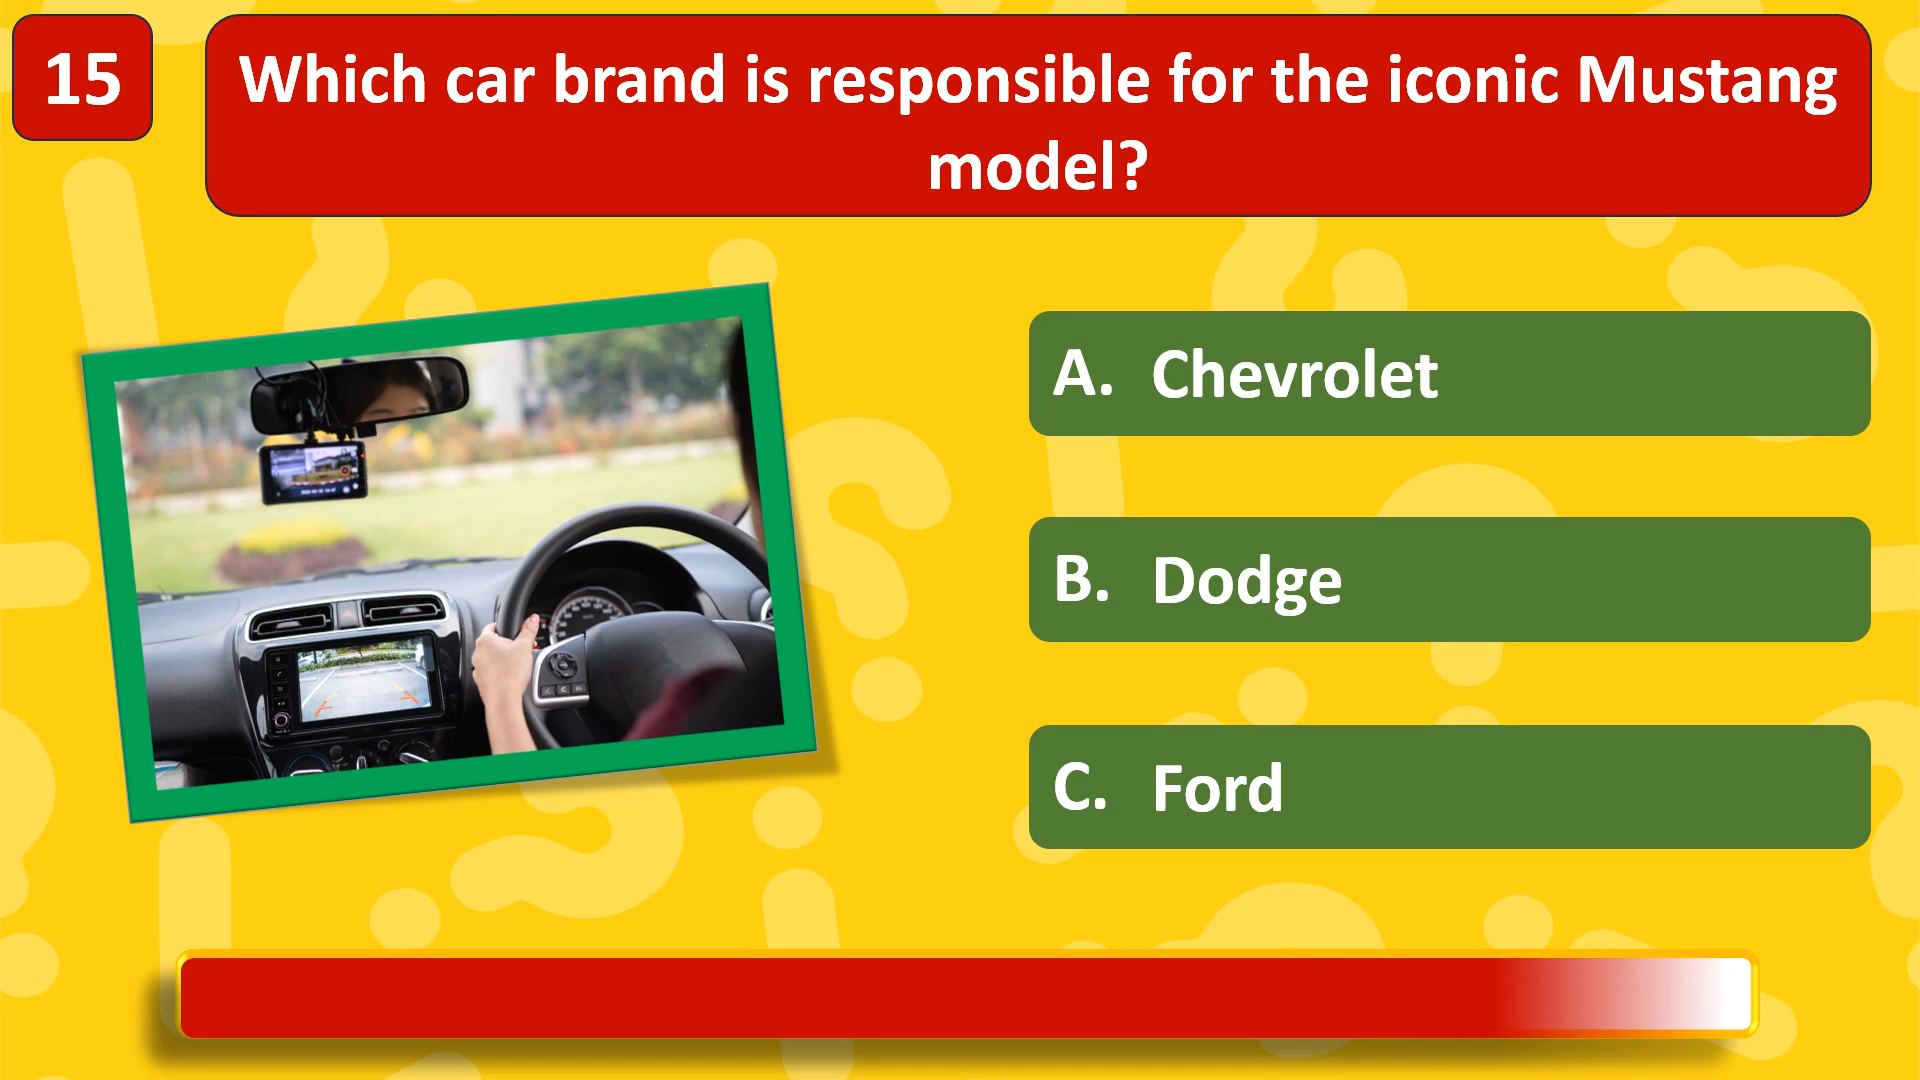 15
Which car brand is responsible for the iconic Mustang
model?
A. Chevrolet
B. Dodge
C. Ford